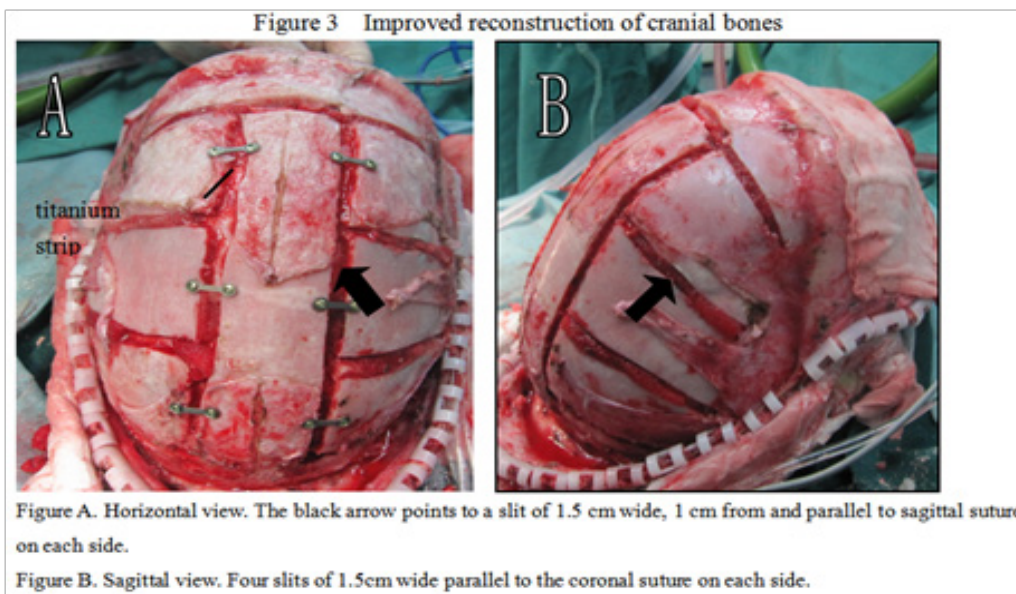 Figure 3 Improved reconstruction of cranial bones
A
B
titanium
strip
Figure A. Horizontal view. The black arrow points to a slit of 1.5 cm wide, 1 cm from and parallel to sagittal suture
on each side.
Figure B. Sagittal view. Four slits of 1.5cm wide parallel to the coronal suture on each side.